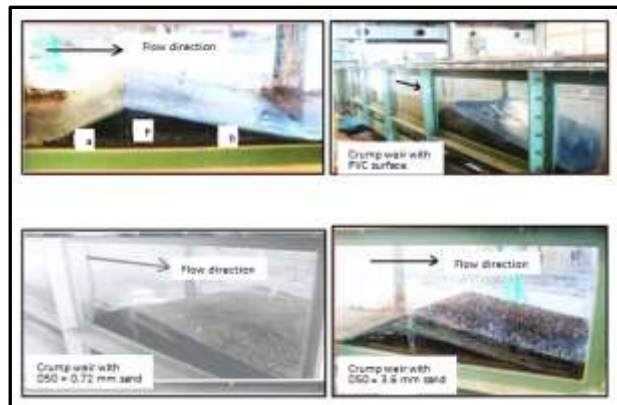 Flow direction
a
P
b
Crump weir with
PVC surface
Flow direction
Crump weir with
D50 = 0.72 mm sand
Flow direction
Crump weir with
D50 = 3.6 mm sand